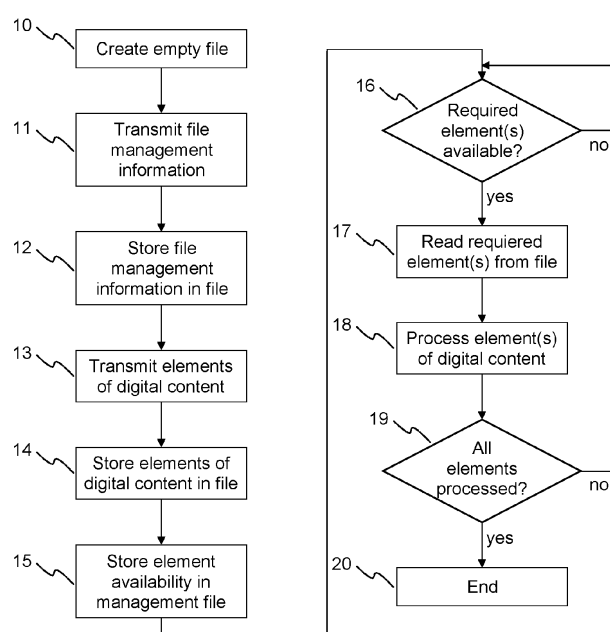 10
Create empty file
11
Transmit file
management
information
12
Store file
management
information in file
13
Transmit elements
of digital content
14
Store elements of
digital content in file
15
Store element
availability in
management file
16
Required
element(s)
available?
no
yes
17
Read requiered
element(s) from file
18
Process element(s)
of digital content
19
All
elements
processed?
no
yes
20
End